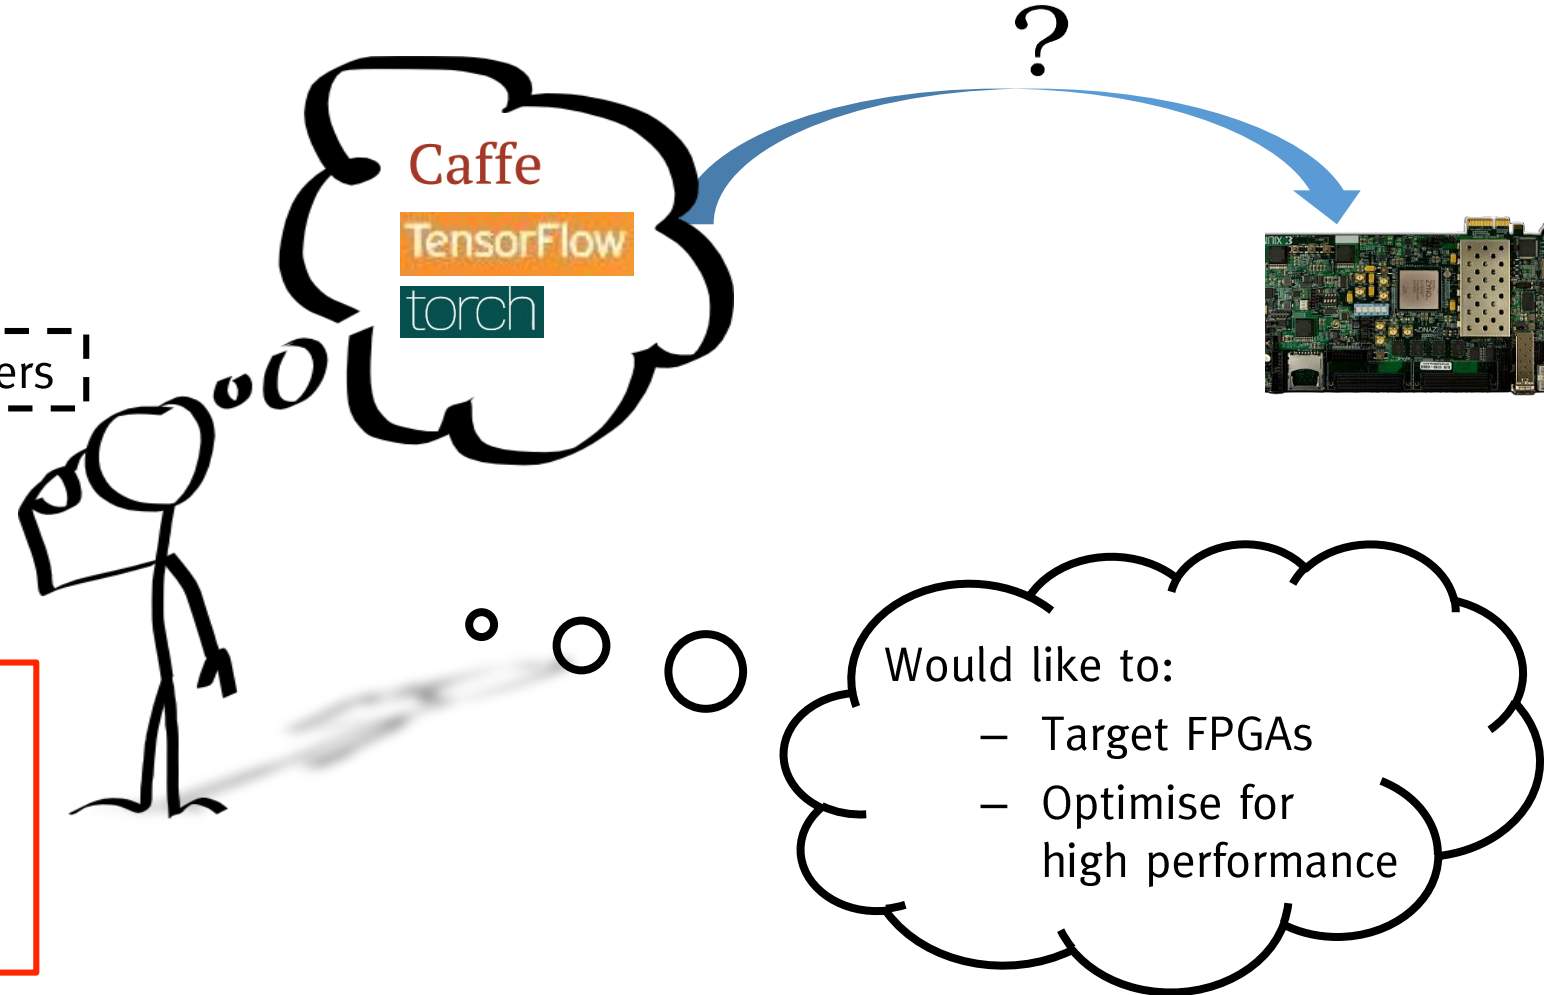 ?
Caffe
TensorFlow
torch
ers
Would like to:
– Target FPGAs
– Optimise for
high performance